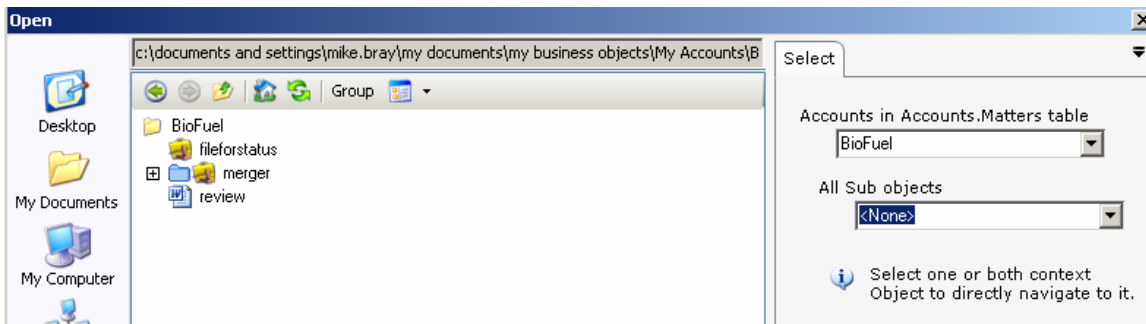 Open
c:\documents and settings\mike.bray\my documents\my business objects\My Accounts\B
Group
Desktop
My Documents
My Computer
BioFuel
fileforstatus
merger
review
Select
Accounts in Accounts.Matters table
BioFuel
All Sub objects
<None>
Select one or both context
Object to directly navigate to it.